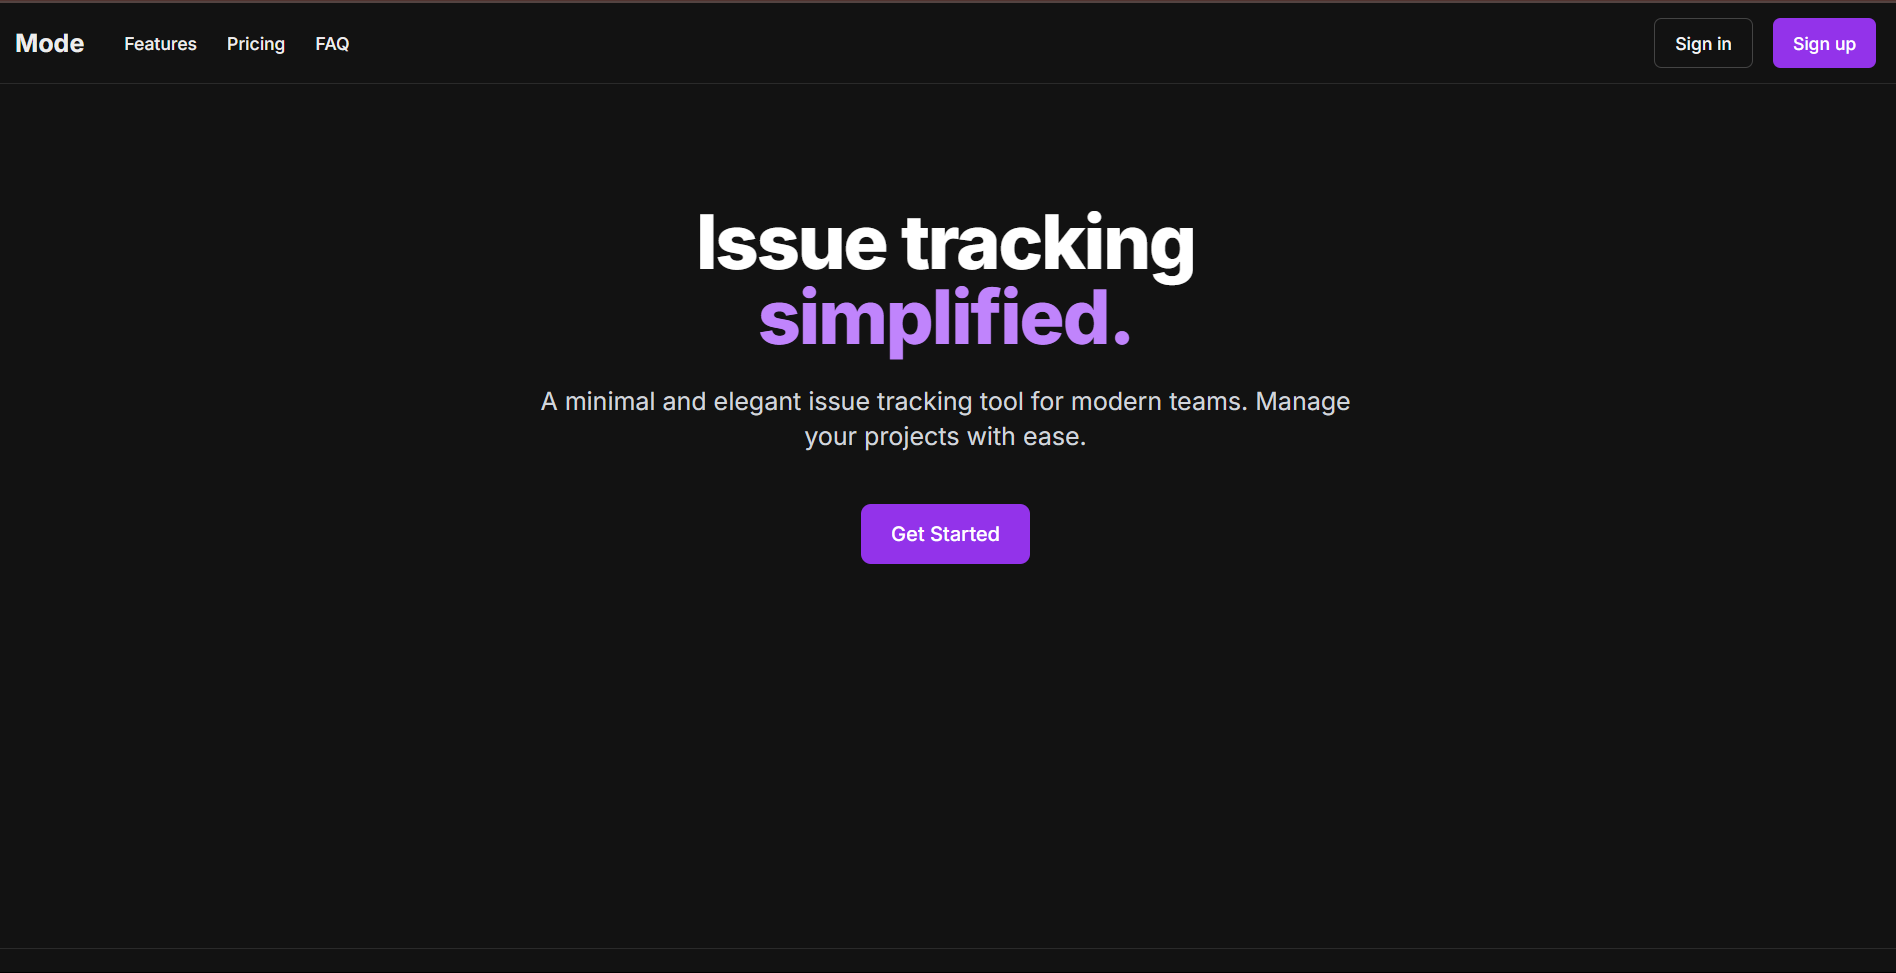 Mode
Features
Pricing
FAQ
Sign in
Sign up
Issue tracking
simplified.
A minimal and elegant issue tracking tool for modern teams. Manage
your projects with ease.
Get Started